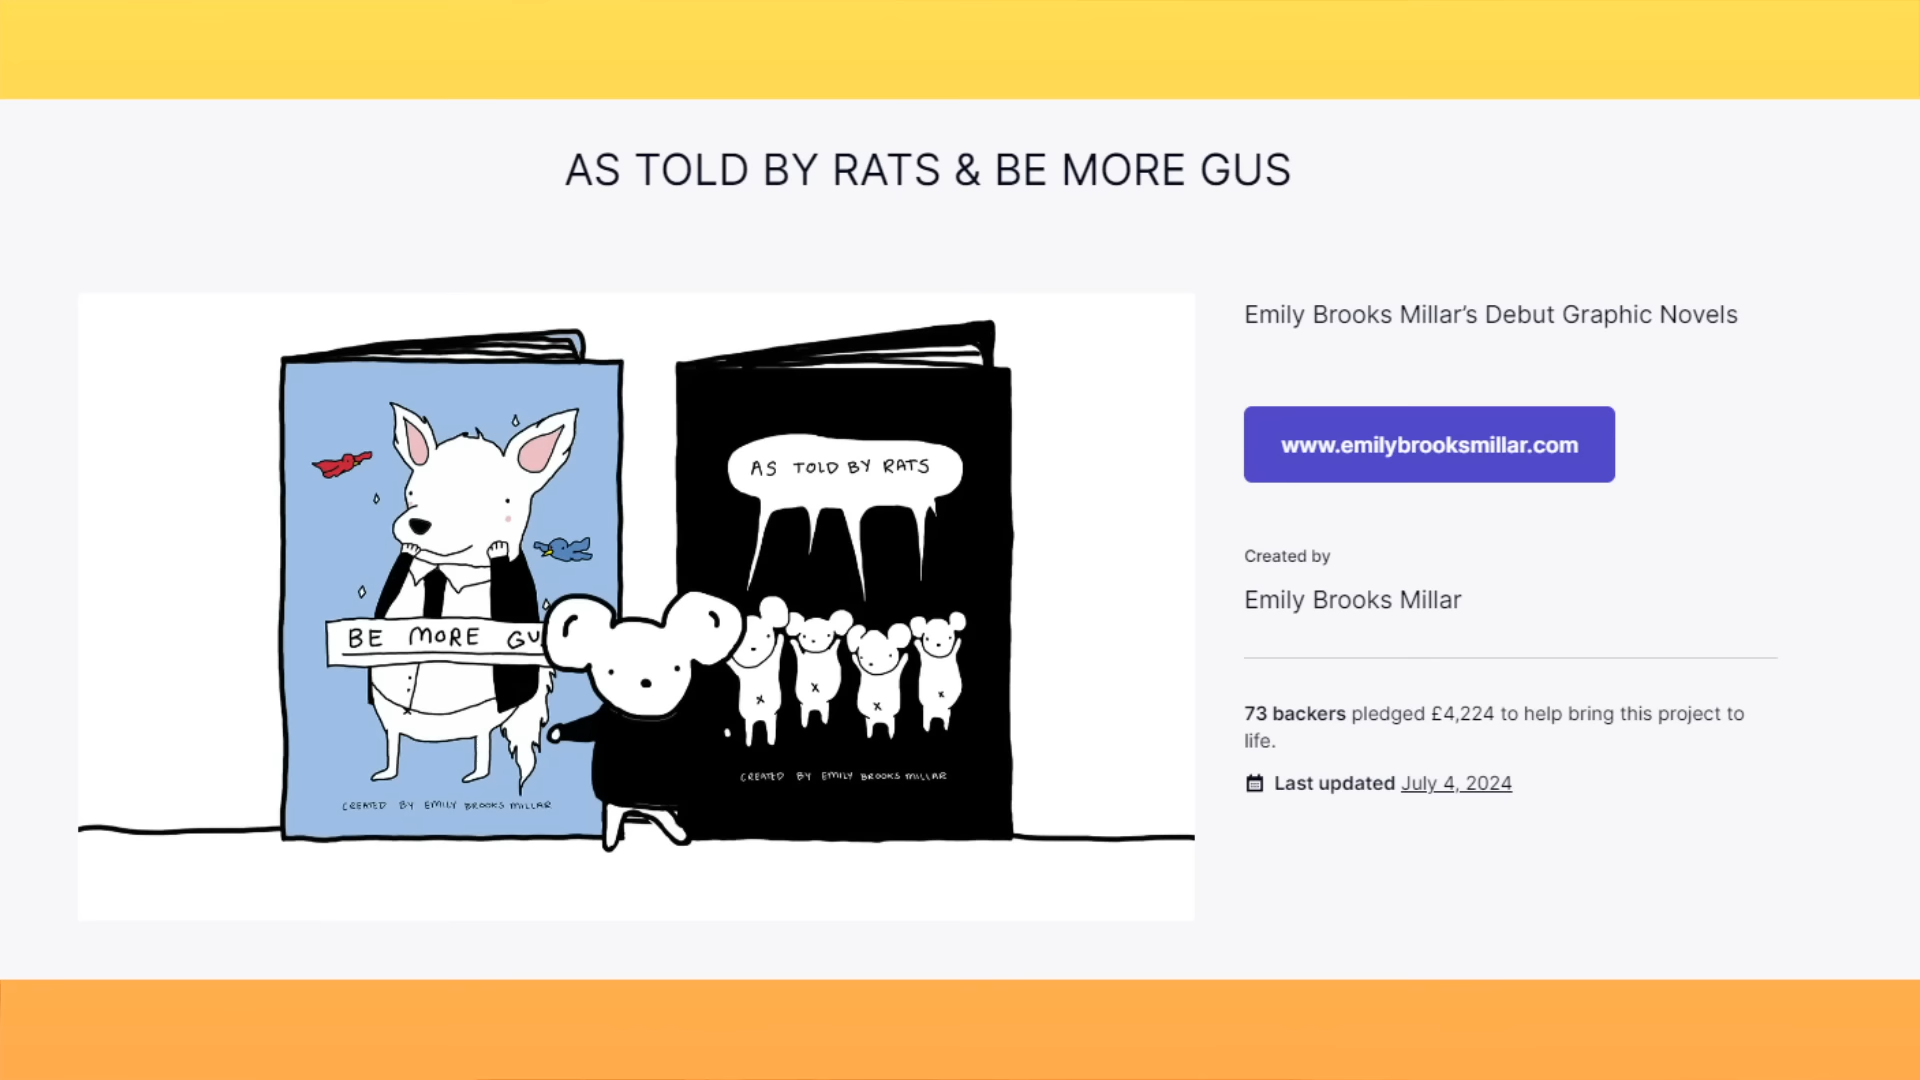 AS TOLD BY RATS & BE MORE GUS
Emily Brooks Millar’s Debut Graphic Novels
www.emilybrooksmillar.com
Created by
Emily Brooks Millar
73 backers pledged £4,224 to help bring this project to
life.
Last updated July 4, 2024
BE MORE GU
CREATED BY EMILY BROOKS MILLAR
AS TOLD BY RATS
CREATED BY EMILY BROOKS MILLAR